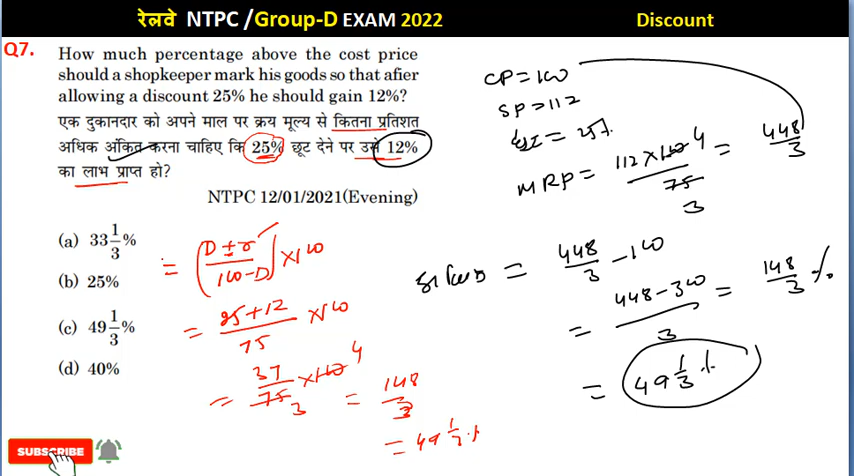 रेलवे NTPC /Group-D EXAM 2022
Discount
Q7. How much percentage above the cost price
should a shopkeeper mark his goods so that afier
allowing a discount 25% he should gain 12%?
एक दुकानदार को अपने माल पर क्रय मूल्य से कितना प्रतिशत
अधिक अंकित करना चाहिए कि 25% छूट देने पर उसे 12%
का लाभ प्राप्त हो?
NTPC 12/01/2021(Evening)
(a) 33 1/3 %
(b) 25%
(c) 49 1/3 %
(d) 40%
= (D ± r / 100 - D) × 100
= 25 + 12 / 75 × 100
= 37 / 75 × 100 4
3
= 148 / 3
= 49 1/3 %
CP = 100
SP = 112
छूट = 25%
MRP = 112 × 100 4 / 75 3 = 448 / 3
अधिक = 448 / 3 - 100
= 448 - 300 / 3 = 148 / 3 %
= 49 1/3 %
SUBSCRIBE